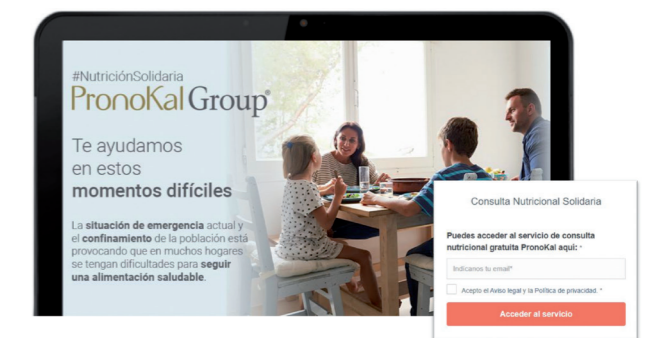 #NutriciónSolidaria
PronoKal Group®
Te ayudamos
en estos
momentos difíciles
La situación de emergencia actual y
el confinamiento de la población está
provocando que en muchos hogares
se tengan dificultades para seguir
una alimentación saludable.
Consulta Nutricional Solidaria
Puedes acceder al servicio de consulta
nutricional gratuita PronoKal aquí: *
Indícanos tu email*
Acepto el Aviso legal y la Política de privacidad. *
Acceder al servicio